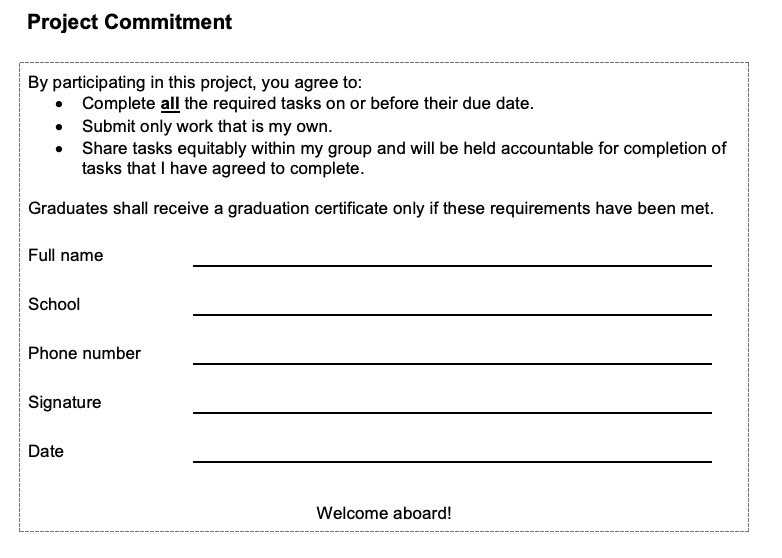 Project Commitment
By participating in this project, you agree to:
• Complete all the required tasks on or before their due date.
• Submit only work that is my own.
• Share tasks equitably within my group and will be held accountable for completion of
tasks that I have agreed to complete.
Graduates shall receive a graduation certificate only if these requirements have been met.
Full name
School
Phone number
Signature
Date
Welcome aboard!